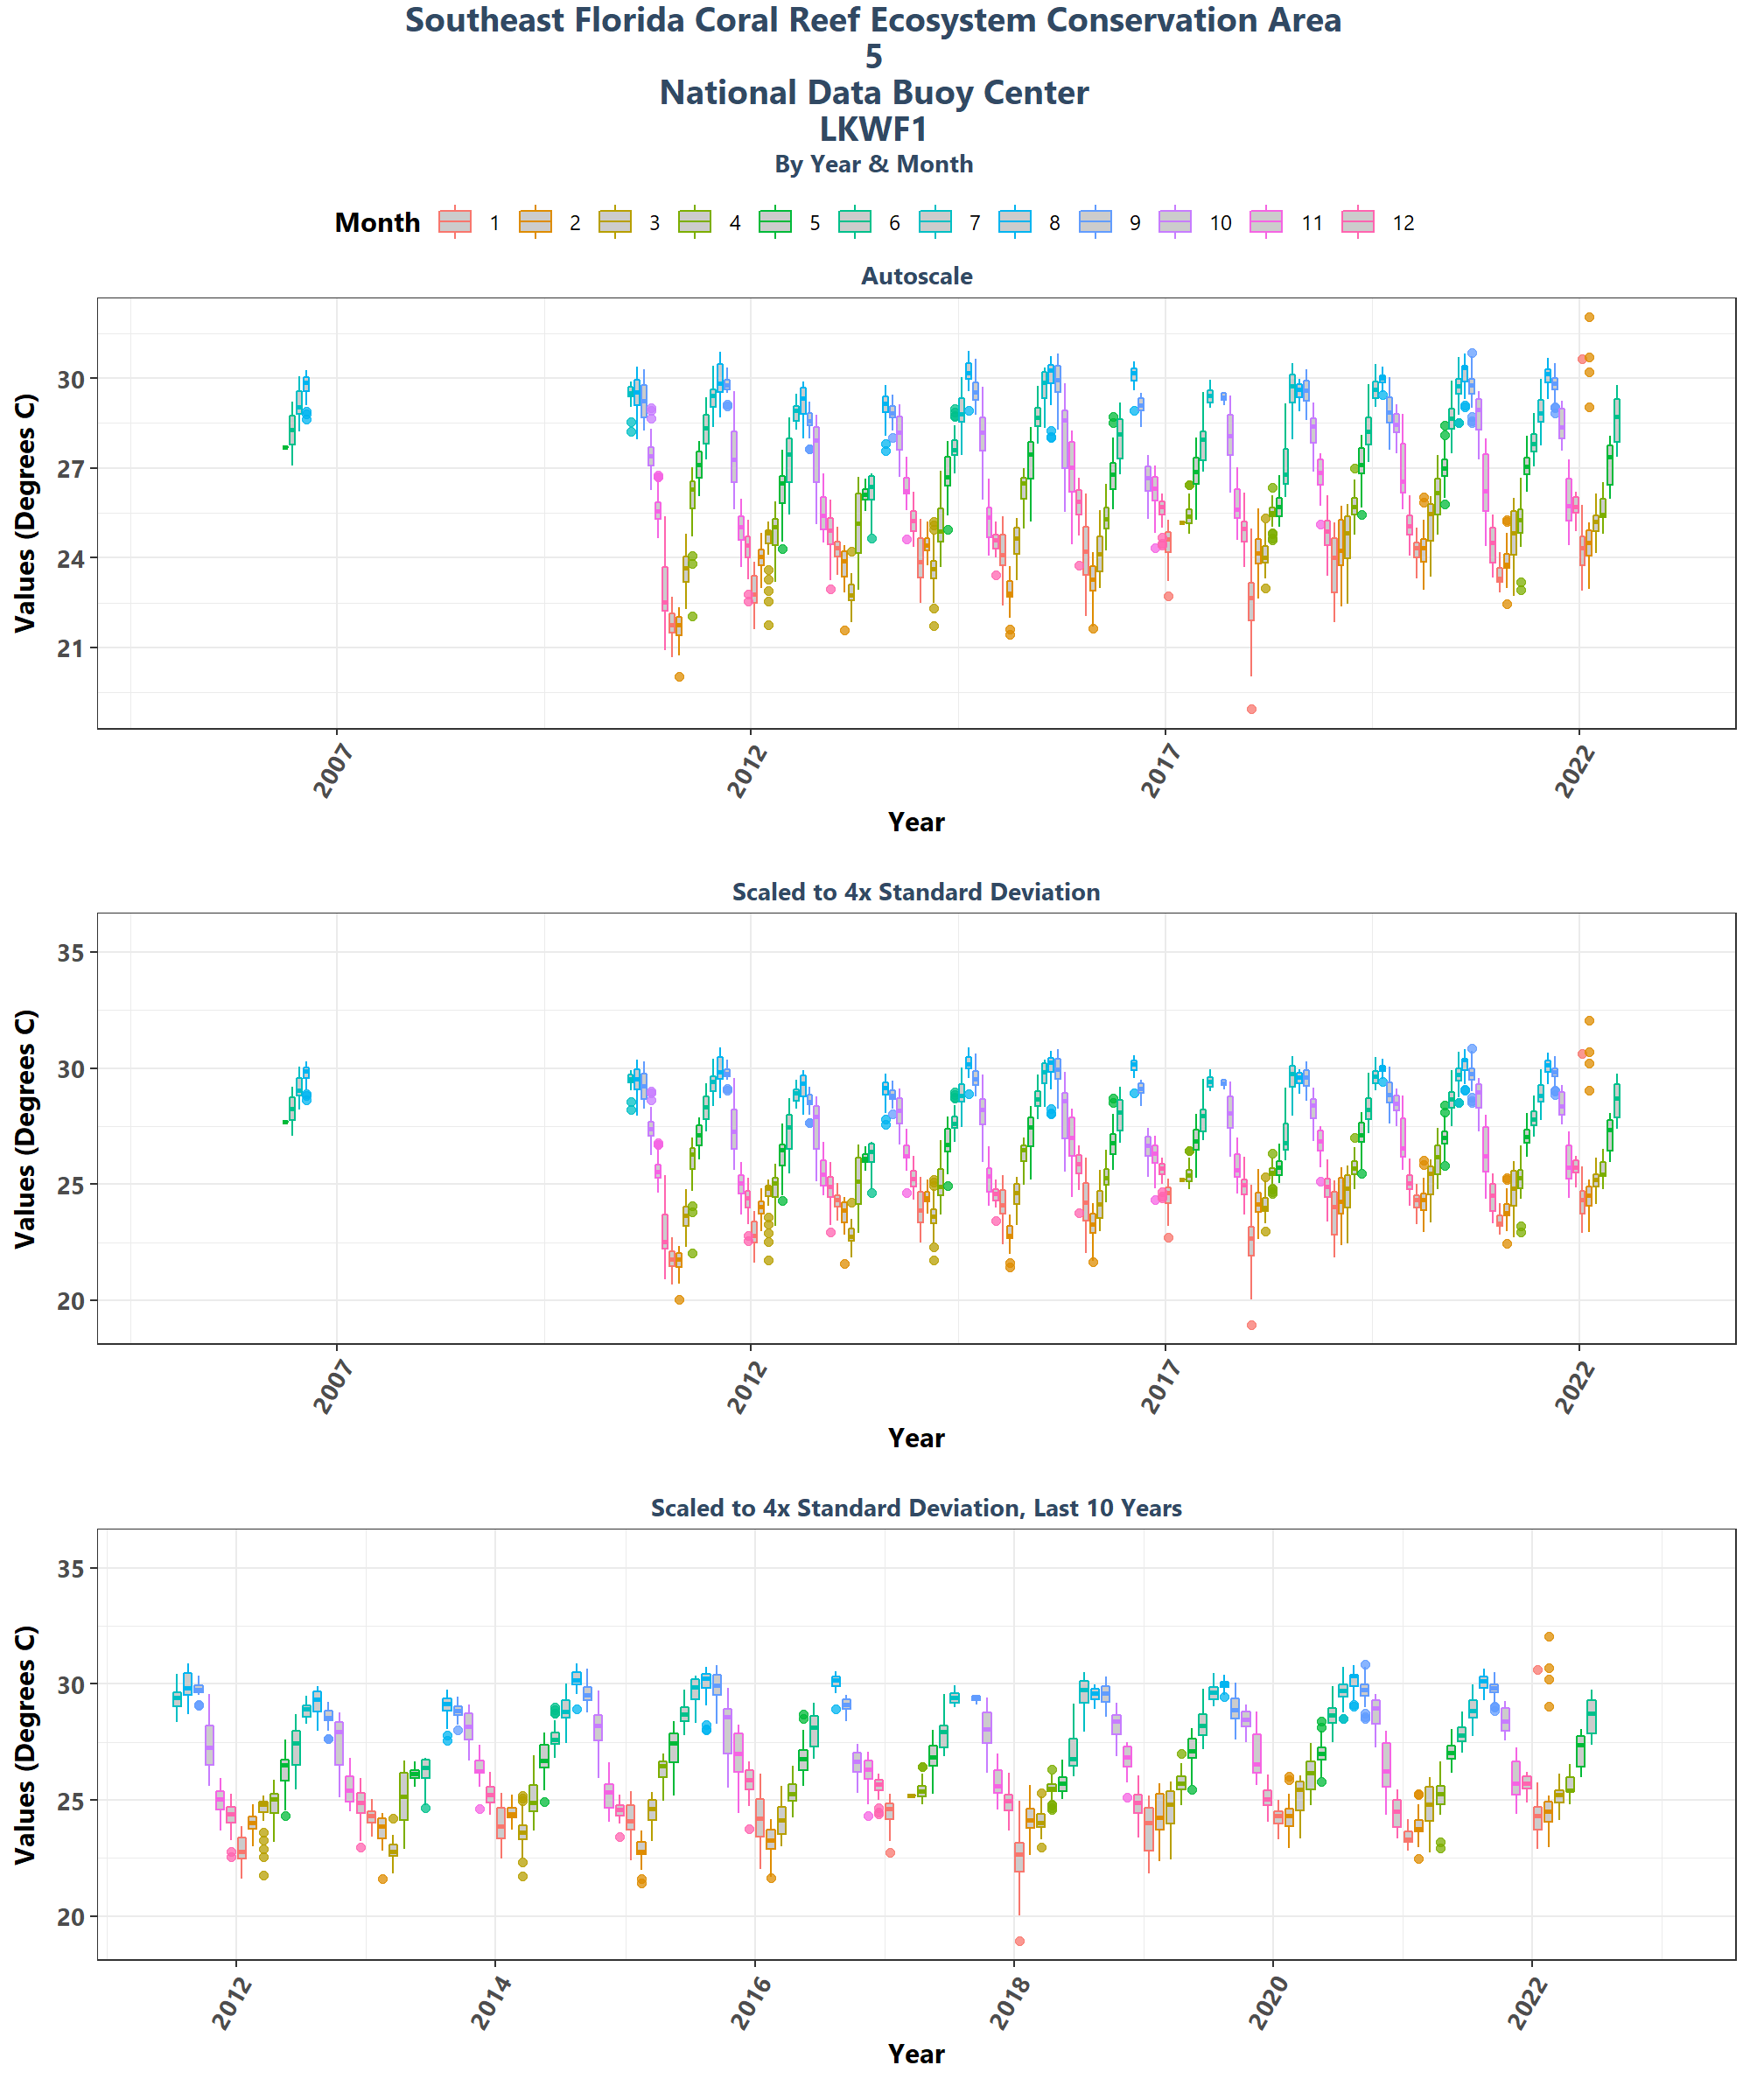 Southeast Florida Coral Reef Ecosystem Conservation Area
5
National Data Buoy Center
LKWF1
By Year & Month
Month 1 2 3 4 5 6 7 8 9 10 11 12
Autoscale
Values (Degrees C)
30
27
24
21
2007 2012 2017 2022
Year
Scaled to 4x Standard Deviation
Values (Degrees C)
35
30
25
20
2007 2012 2017 2022
Year
Scaled to 4x Standard Deviation, Last 10 Years
Values (Degrees C)
35
30
25
20
2012 2014 2016 2018 2020 2022
Year